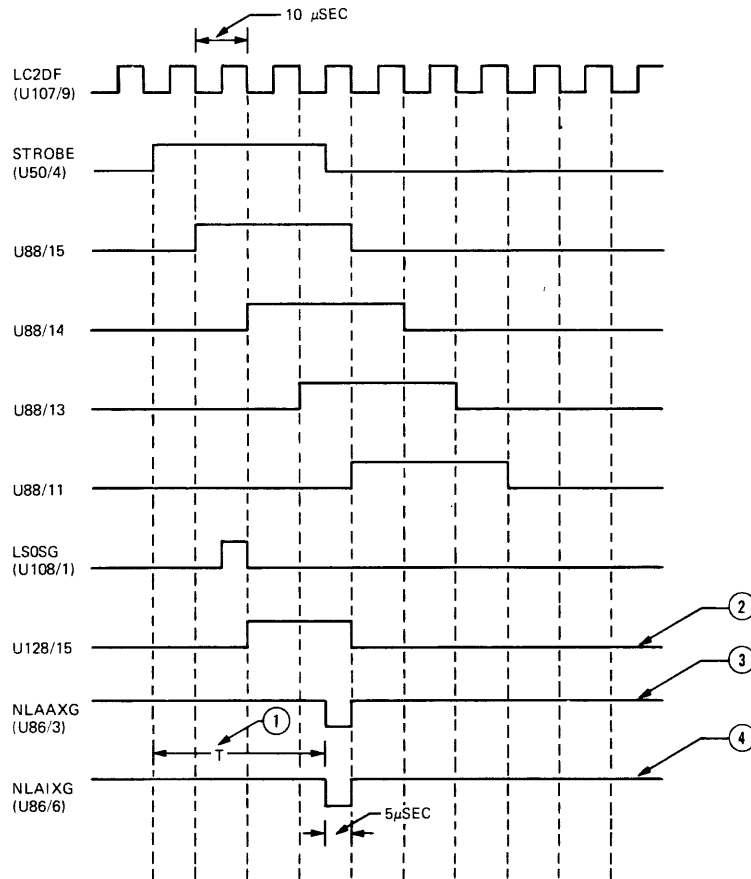 10 μSEC
LC2DF
(U107/9)
STROBE
(U50/4)
U88/15
U88/14
U88/13
U88/11
LS0SG
(U108/1)
U128/15
2
NLAAXG
(U86/3)
3
1
T
NLAIXG
(U86/6)
4
5μSEC